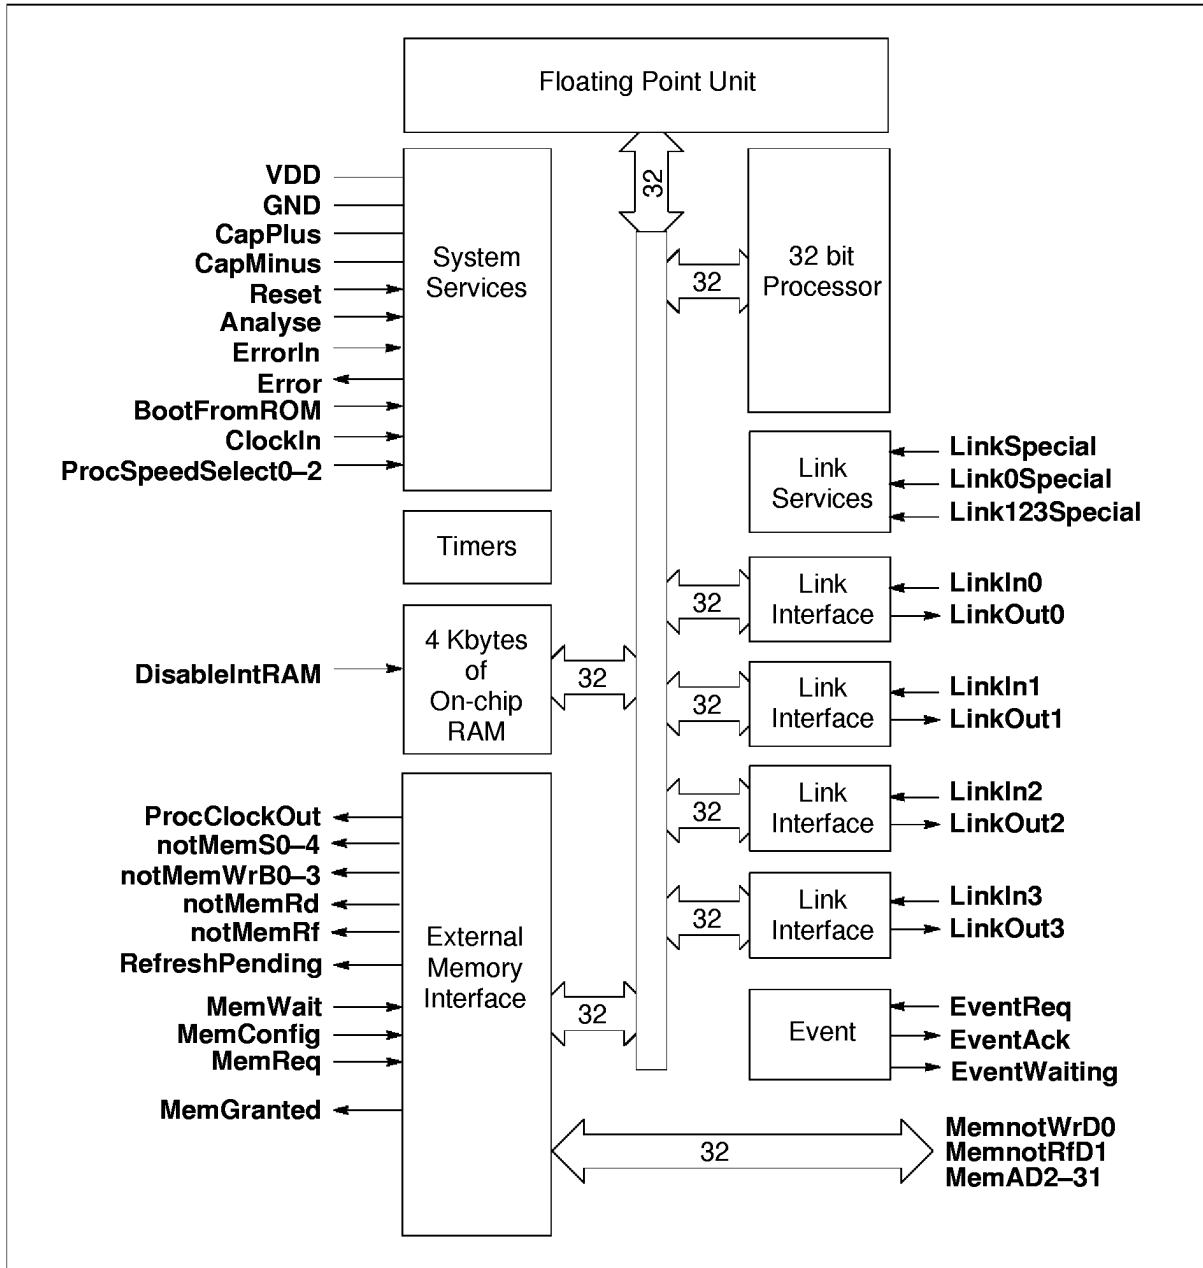 Floating Point Unit
32
VDD
GND
CapPlus
CapMinus
Reset
Analyse
ErrorIn
Error
BootFromROM
ClockIn
ProcSpeedSelect0–2
System
Services
32
32 bit
Processor
Link
Services
LinkSpecial
Link0Special
Link123Special
Timers
32
Link
Interface
LinkIn0
LinkOut0
DisableIntRAM
4 Kbytes
of
On-chip
RAM
32
32
Link
Interface
LinkIn1
LinkOut1
32
Link
Interface
LinkIn2
LinkOut2
32
Link
Interface
LinkIn3
LinkOut3
ProcClockOut
notMemS0–4
notMemWrB0–3
notMemRd
notMemRf
RefreshPending
MemWait
MemConfig
MemReq
MemGranted
External
Memory
Interface
32
Event
EventReq
EventAck
EventWaiting
32
MemnotWrD0
MemnotRfD1
MemAD2–31